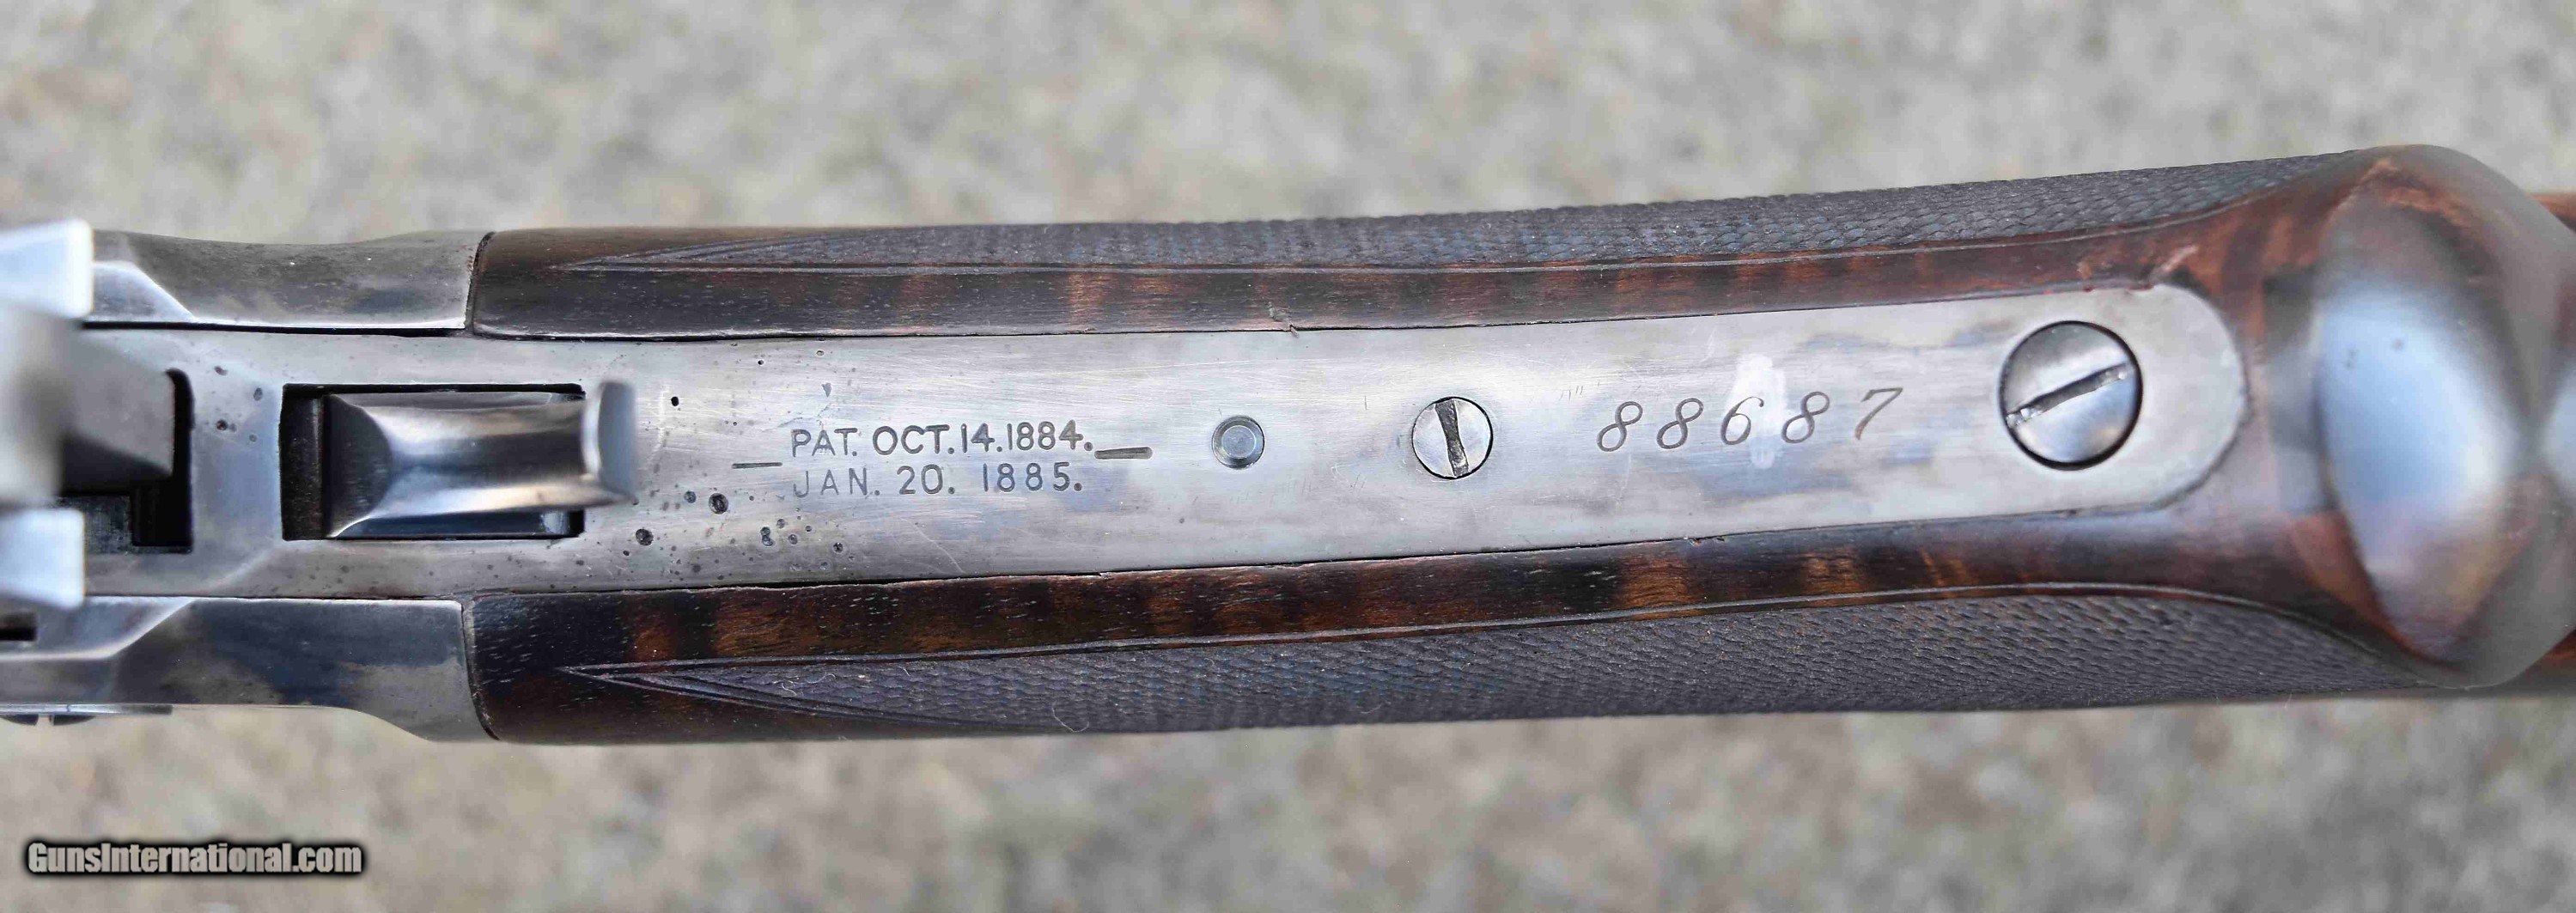 PAT. OCT. 14. 1884.
JAN. 20. 1885.
88687
GunsInternational.com